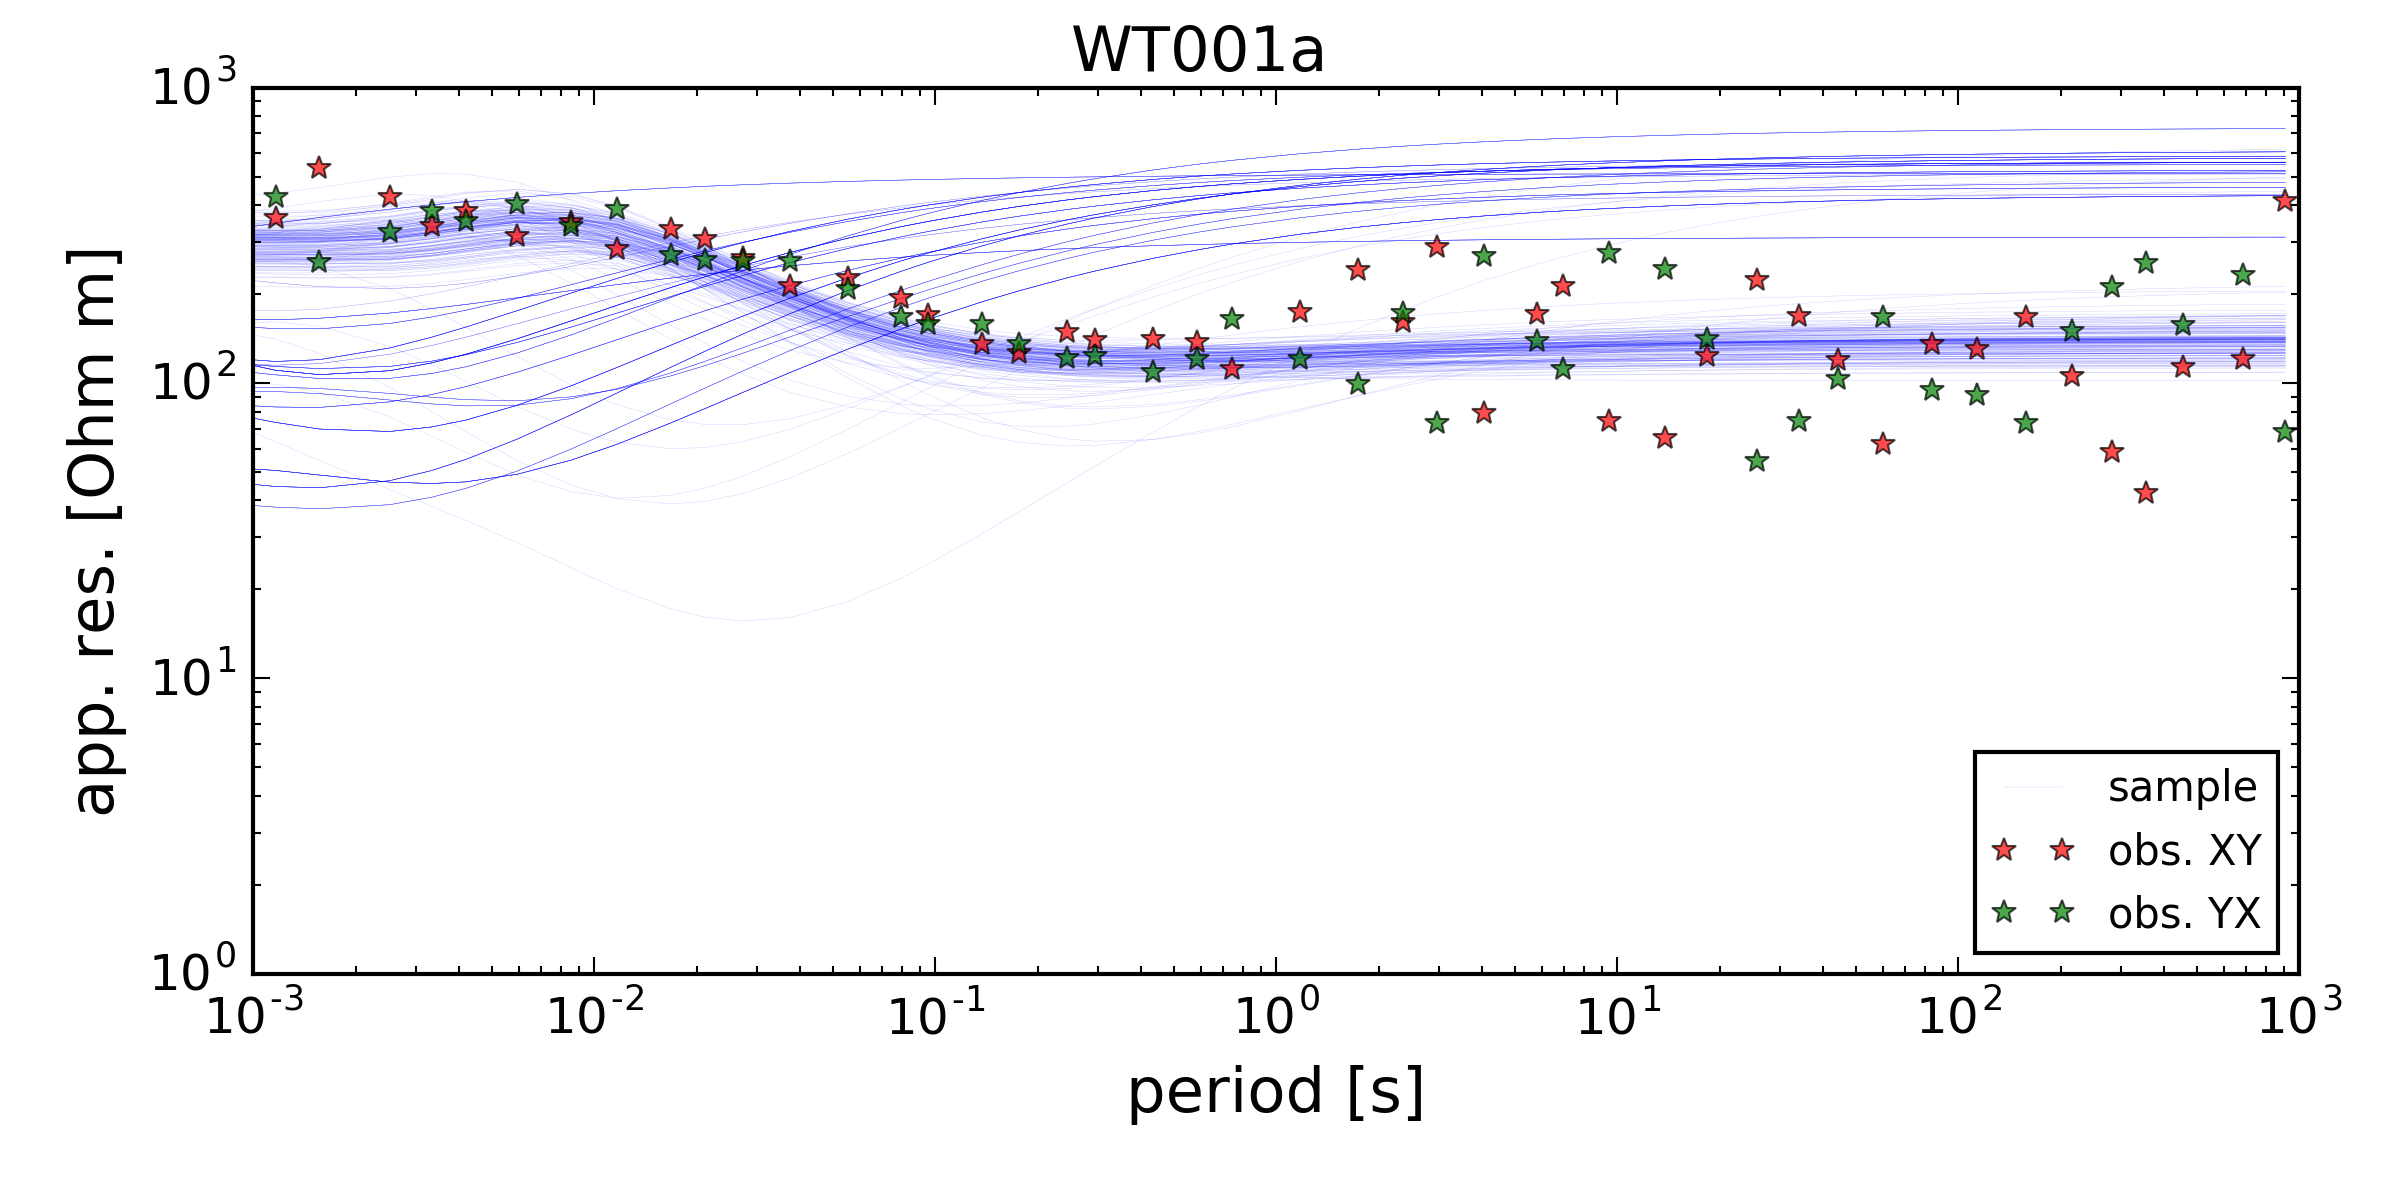 WT001a
app. res. [Ohm m]
10^3
10^2
10^1
10^0
10^-3 10^-2 10^-1 10^0 10^1 10^2 10^3
period [s]
sample
obs. XY
obs. YX